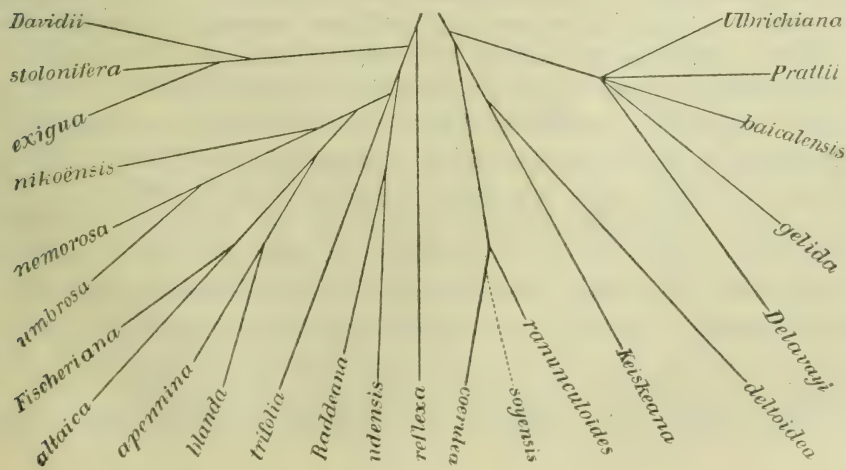 Davidii
stolonifera
exigua
nikoënsis
nemorosa
umbrosa
Fischeriana
altaica
apennina
blanda
trifolia
Raddeana
udensis
reflexa
coerulea
soyensis
ranunculoides
Keiskeana
deltoidea
Delavayi
gelida
baicalensis
Prattii
Ulbrichiana